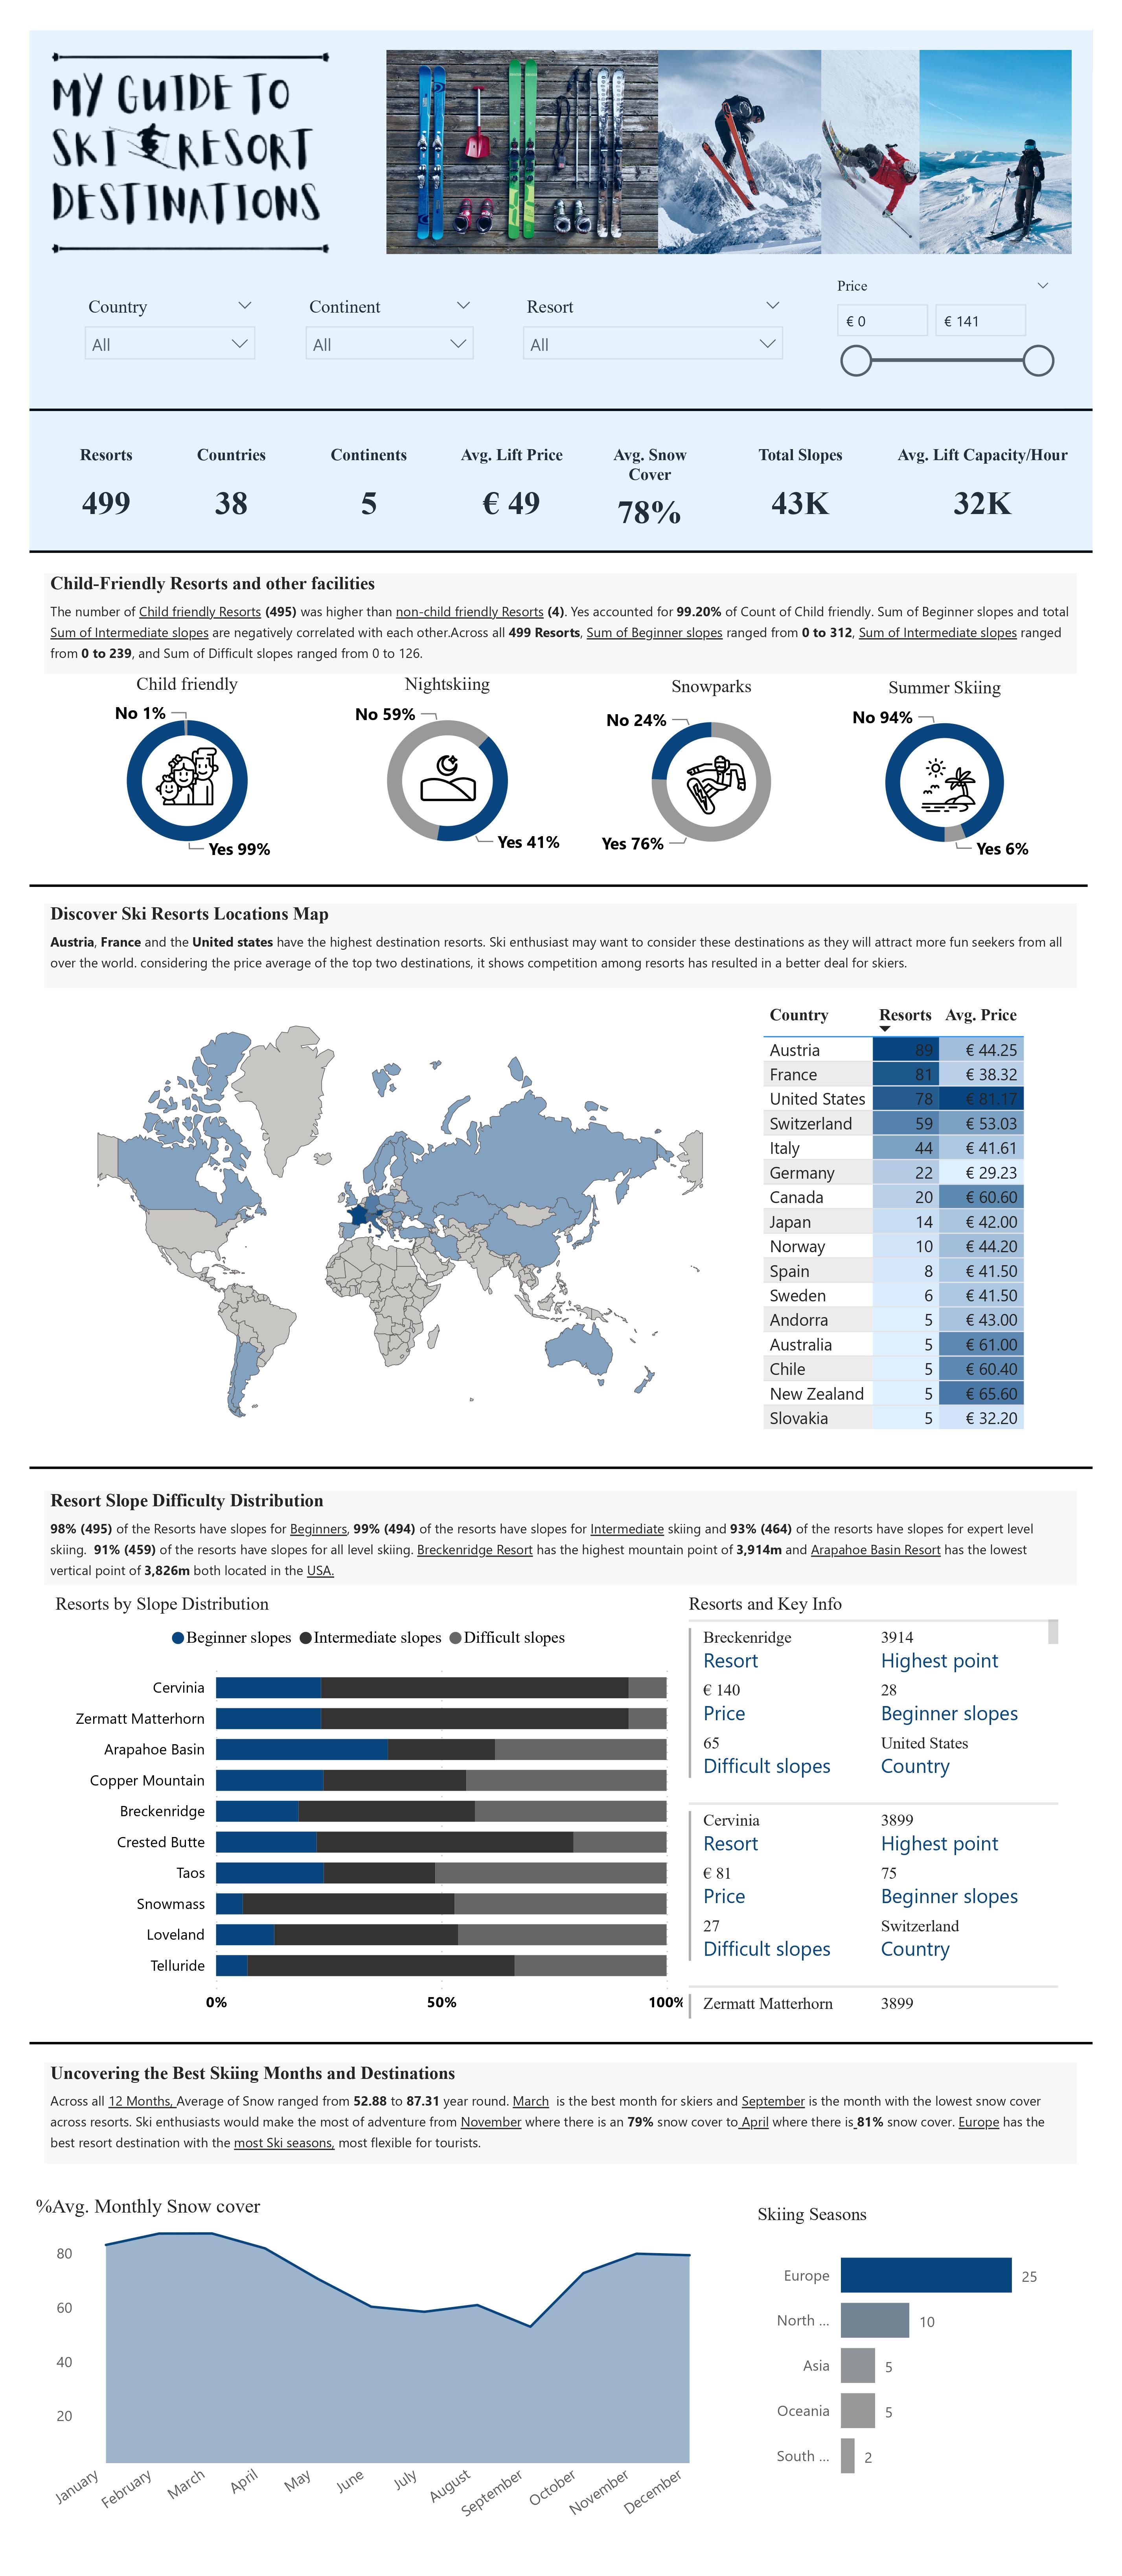 MY GUIDE TO
SKI RESORT
DESTINATIONS
Country
All
Continent
All
Resort
All
Price
€ 0
€ 141
Resorts
499
Countries
38
Continents
5
Avg. Lift Price
€ 49
Avg. Snow
Cover
78%
Total Slopes
43K
Avg. Lift Capacity/Hour
32K
Child-Friendly Resorts and other facilities
The number of Child friendly Resorts (495) was higher than non-child friendly Resorts (4). Yes accounted for 99.20% of Count of Child friendly. Sum of Beginner slopes and total
Sum of Intermediate slopes are negatively correlated with each other.Across all 499 Resorts, Sum of Beginner slopes ranged from 0 to 312, Sum of Intermediate slopes ranged
from 0 to 239, and Sum of Difficult slopes ranged from 0 to 126.
Child friendly
No 1%
Yes 99%
Nightskiing
No 59%
Yes 41%
Snowparks
No 24%
Yes 76%
Summer Skiing
No 94%
Yes 6%
Discover Ski Resorts Locations Map
Austria, France and the United states have the highest destination resorts. Ski enthusiast may want to consider these destinations as they will attract more fun seekers from all
over the world. considering the price average of the top two destinations, it shows competition among resorts has resulted in a better deal for skiers.
Country Resorts Avg. Price
Austria 89 € 44.25
France 81 € 38.32
United States 78 € 81.17
Switzerland 59 € 53.03
Italy 44 € 41.61
Germany 22 € 29.23
Canada 20 € 60.60
Japan 14 € 42.00
Norway 10 € 44.20
Spain 8 € 41.50
Sweden 6 € 41.50
Andorra 5 € 43.00
Australia 5 € 61.00
Chile 5 € 60.40
New Zealand 5 € 65.60
Slovakia 5 € 32.20
Resort Slope Difficulty Distribution
98% (495) of the Resorts have slopes for Beginners, 99% (494) of the resorts have slopes for Intermediate skiing and 93% (464) of the resorts have slopes for expert level
skiing. 91% (459) of the resorts have slopes for all level skiing. Breckenridge Resort has the highest mountain point of 3,914m and Arapahoe Basin Resort has the lowest
vertical point of 3,826m both located in the USA.
Resorts by Slope Distribution
Beginner slopes Intermediate slopes Difficult slopes
Cervinia
Zermatt Matterhorn
Arapahoe Basin
Copper Mountain
Breckenridge
Crested Butte
Taos
Snowmass
Loveland
Telluride
0% 50% 100%
Resorts and Key Info
Breckenridge 3914
Resort Highest point
€ 140 28
Price Beginner slopes
65 United States
Difficult slopes Country
Cervinia 3899
Resort Highest point
€ 81 75
Price Beginner slopes
27 Switzerland
Difficult slopes Country
Zermatt Matterhorn 3899
Uncovering the Best Skiing Months and Destinations
Across all 12 Months, Average of Snow ranged from 52.88 to 87.31 year round. March is the best month for skiers and September is the month with the lowest snow cover
across resorts. Ski enthusiasts would make the most of adventure from November where there is an 79% snow cover to April where there is 81% snow cover. Europe has the
best resort destination with the most Ski seasons, most flexible for tourists.
%Avg. Monthly Snow cover
80
60
40
20
January February March April May June July August September October November December
Skiing Seasons
Europe 25
North ... 10
Asia 5
Oceania 5
South ... 2